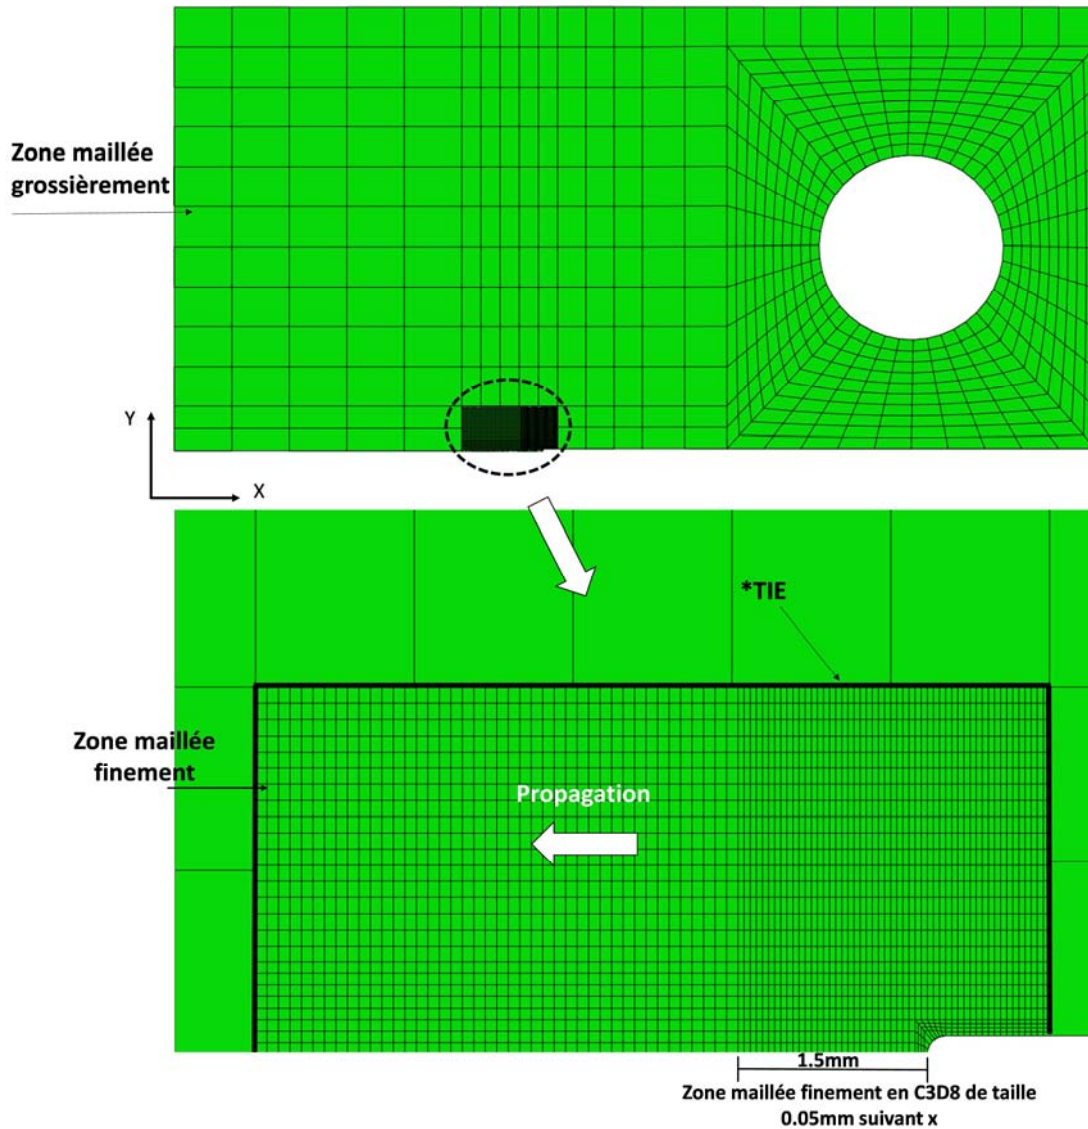 Zone maillée
grossièrement
Y
X
*TIE
Zone maillée
finement
Propagation
1.5mm
Zone maillée finement en C3D8 de taille
0.05mm suivant x